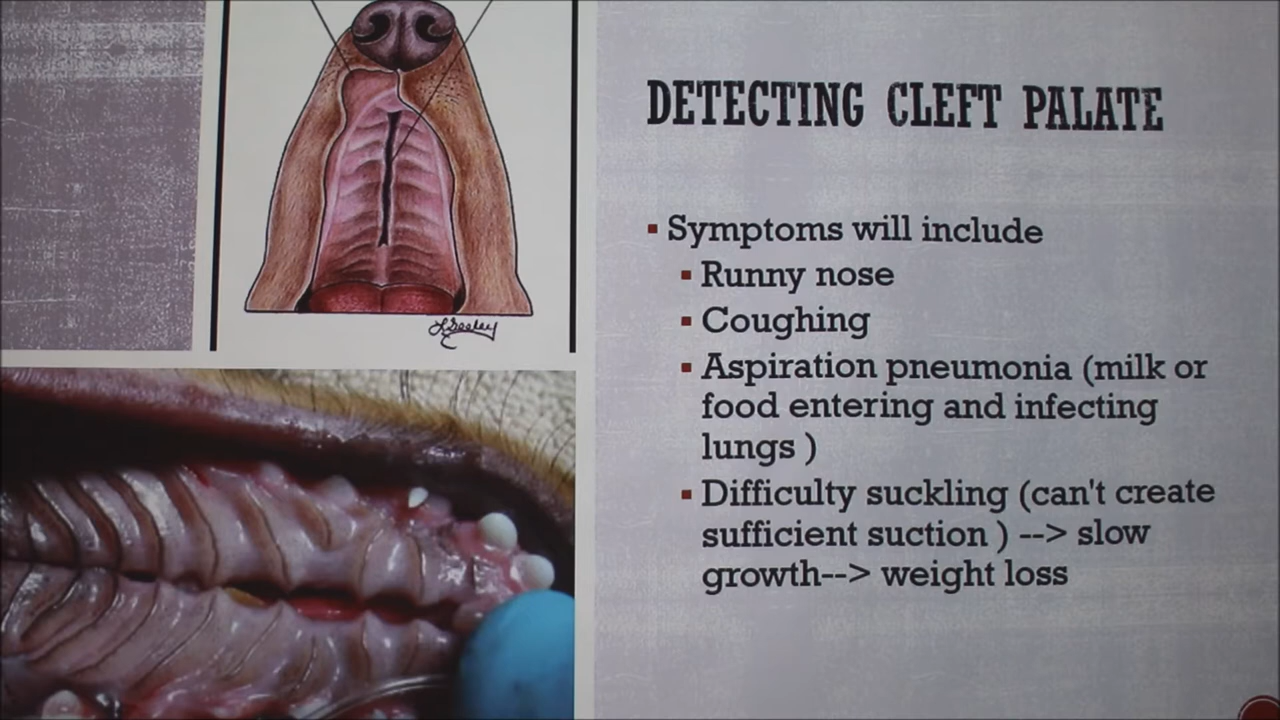 DETECTING CLEFT PALATE
▪ Symptoms will include
▪ Runny nose
▪ Coughing
▪ Aspiration pneumonia (milk or
food entering and infecting
lungs )
▪ Difficulty suckling (can't create
sufficient suction ) --> slow
growth--> weight loss